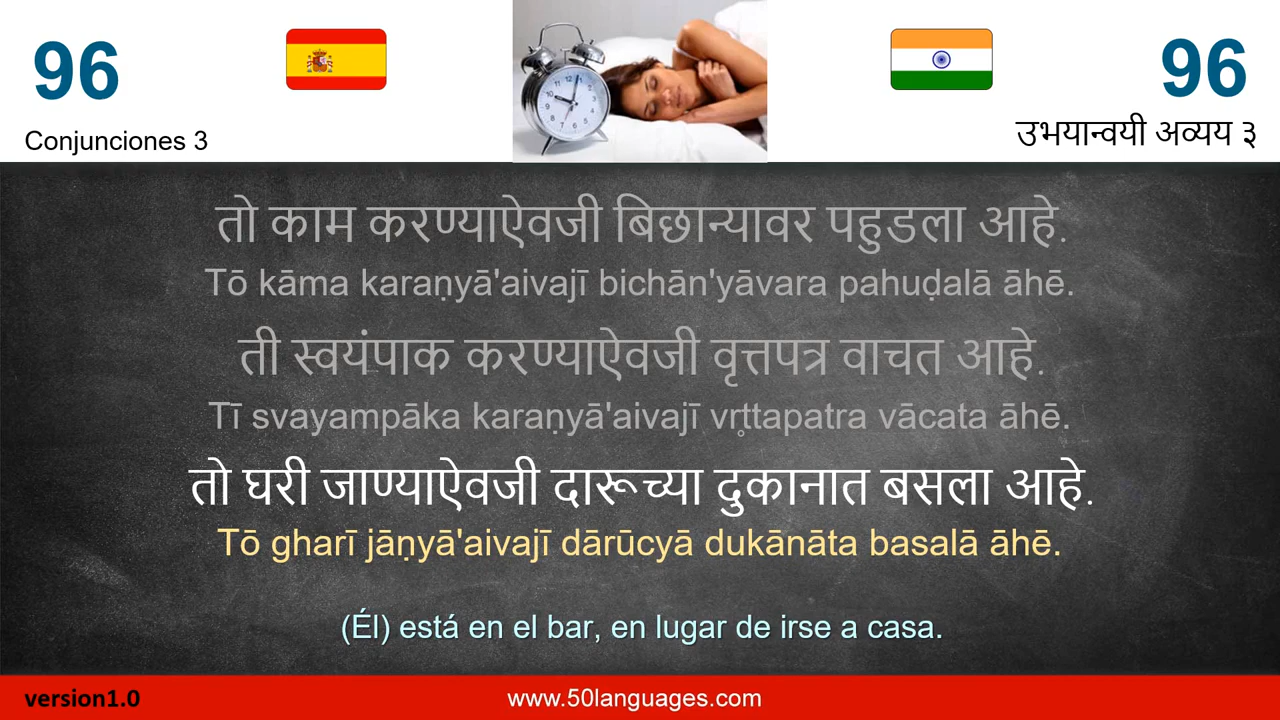 96
96
Conjunciones 3
उभयान्वयी अव्यय ३
तो काम करण्याऐवजी बिछान्यावर पहुडला आहे.
Tō kāma karaṇyā'aivajī bichān'yāvara pahuḍalā āhē.
ती स्वयंपाक करण्याऐवजी वृत्तपत्र वाचत आहे.
Tī svayampāka karaṇyā'aivajī vr̥ttapatra vācata āhē.
तो घरी जाण्याऐवजी दारूच्या दुकानात बसला आहे.
Tō gharī jāṇyā'aivajī dārūcyā dukānāta basalā āhē.
(Él) está en el bar, en lugar de irse a casa.
version1.0
www.50languages.com